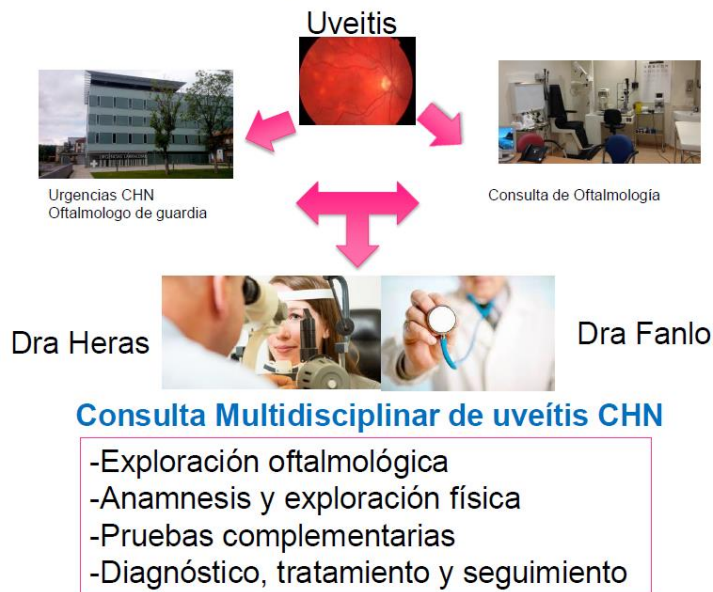 Uveitis
Urgencias CHN
Oftalmologo de guardia
Consulta de Oftalmología
Dra Heras
Dra Fanlo
Consulta Multidisciplinar de uveítis CHN
-Exploración oftalmológica
-Anamnesis y exploración física
-Pruebas complementarias
-Diagnóstico, tratamiento y seguimiento